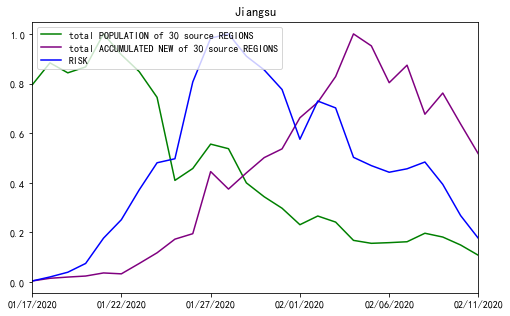 Jiangsu
total POPULATION of 30 source REGIONS
total ACCUMULATED NEW of 30 source REGIONS
RISK
1.0
0.8
0.6
0.4
0.2
0.0
01/17/2020 01/22/2020 01/27/2020 02/01/2020 02/06/2020 02/11/2020